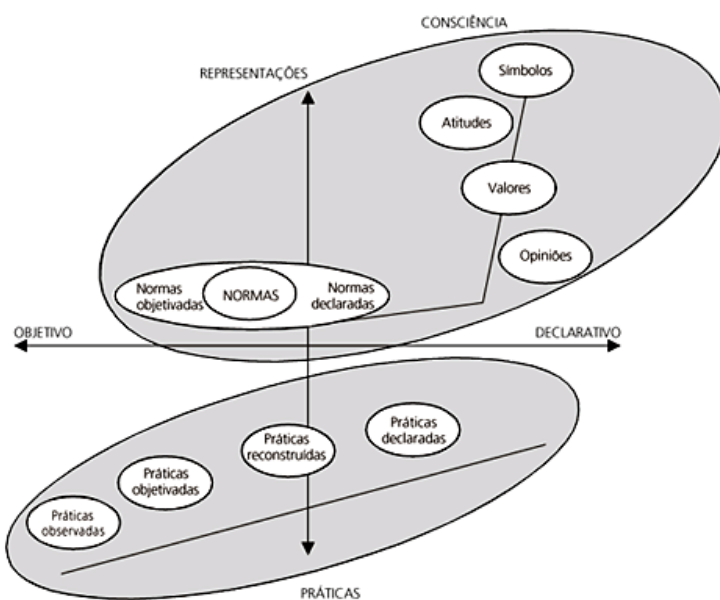 CONSCIÊNCIA
REPRESENTAÇÕES
Símbolos
Atitudes
Valores
Opiniões
Normas
objetivadas
NORMAS
Normas
declaradas
OBJETIVO
DECLARATIVO
Práticas
declaradas
Práticas
reconstruídas
Práticas
objetivadas
Práticas
observadas
PRÁTICAS